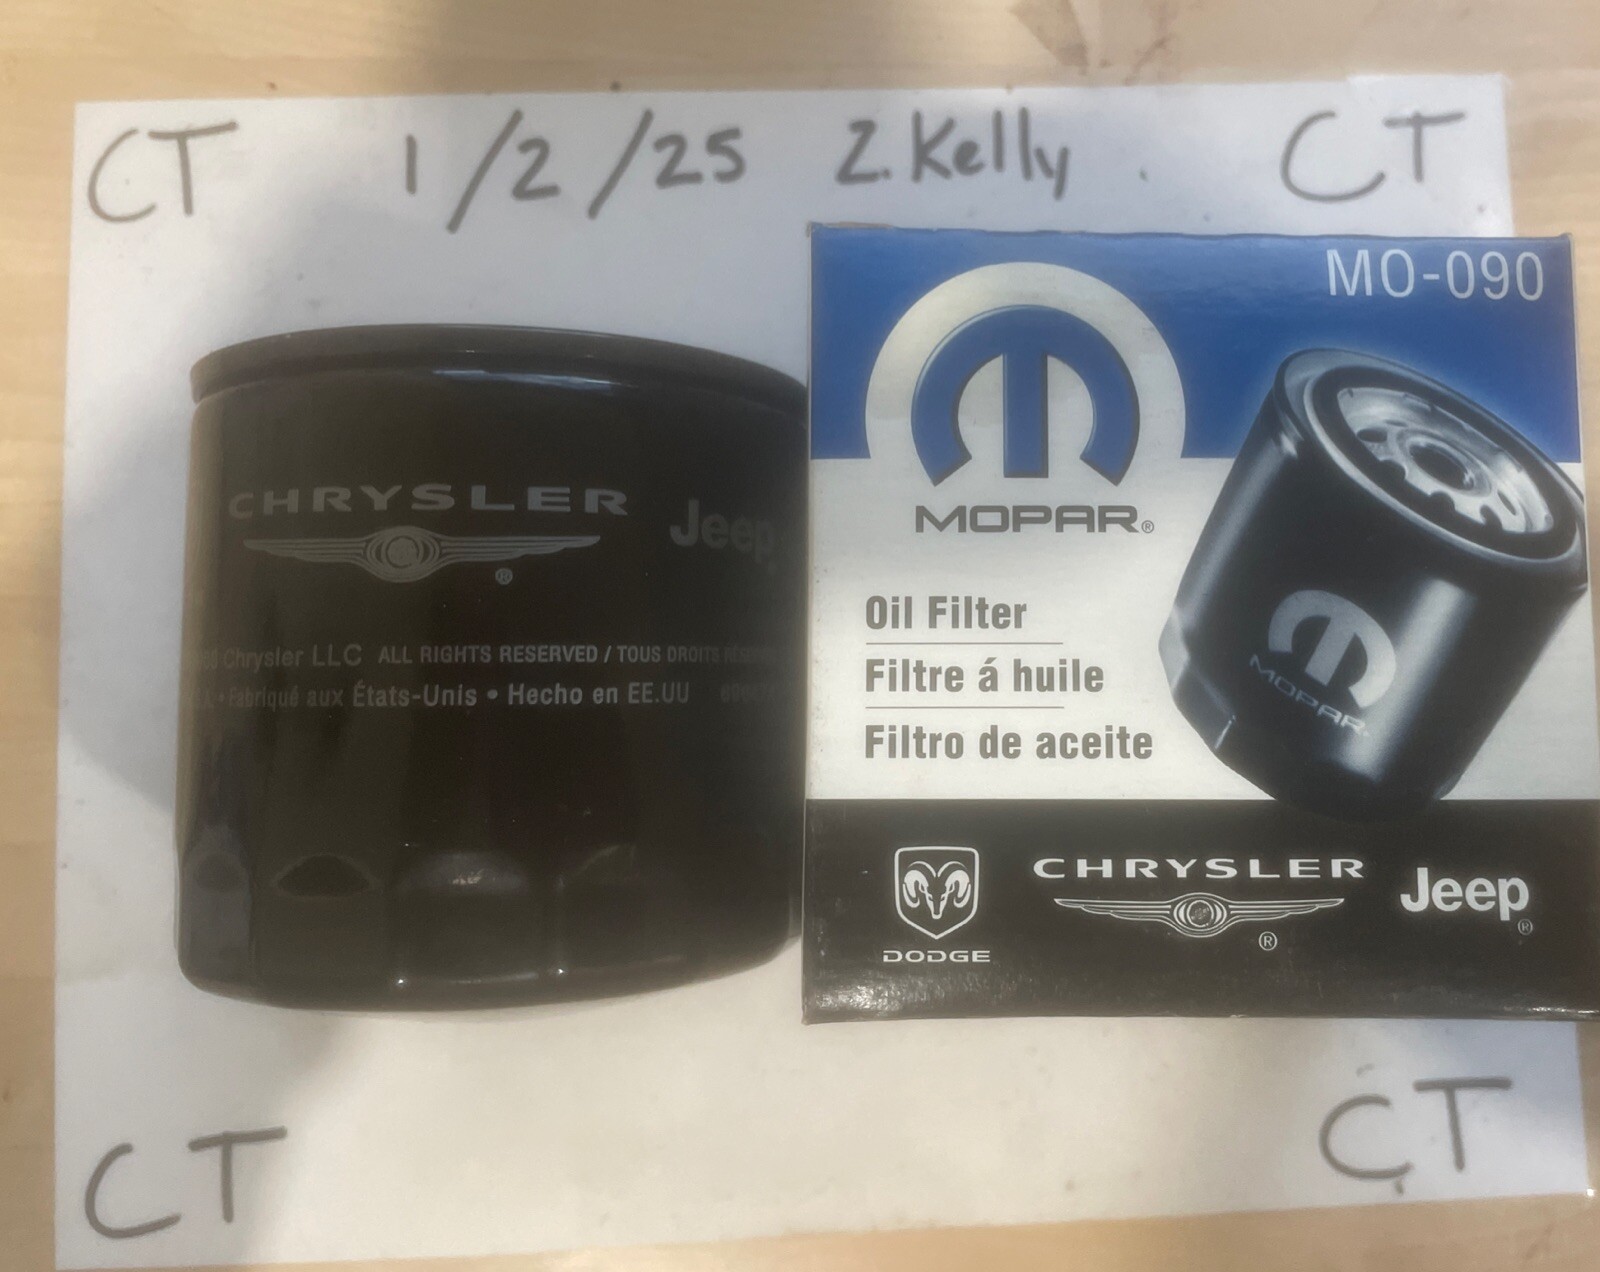 CT 1/2/25 Z. Kelly. CT
MO-090
MOPAR®
Oil Filter
Filtre á huile
Filtro de aceite
DODGE
CHRYSLER
®
Jeep
®
MOPAR
CHRYSLER
®
Jeep
Chrysler LLC ALL RIGHTS RESERVED / TOUS DROITS
• Fabriqué aux États-Unis • Hecho en EE.UU
CT
CT